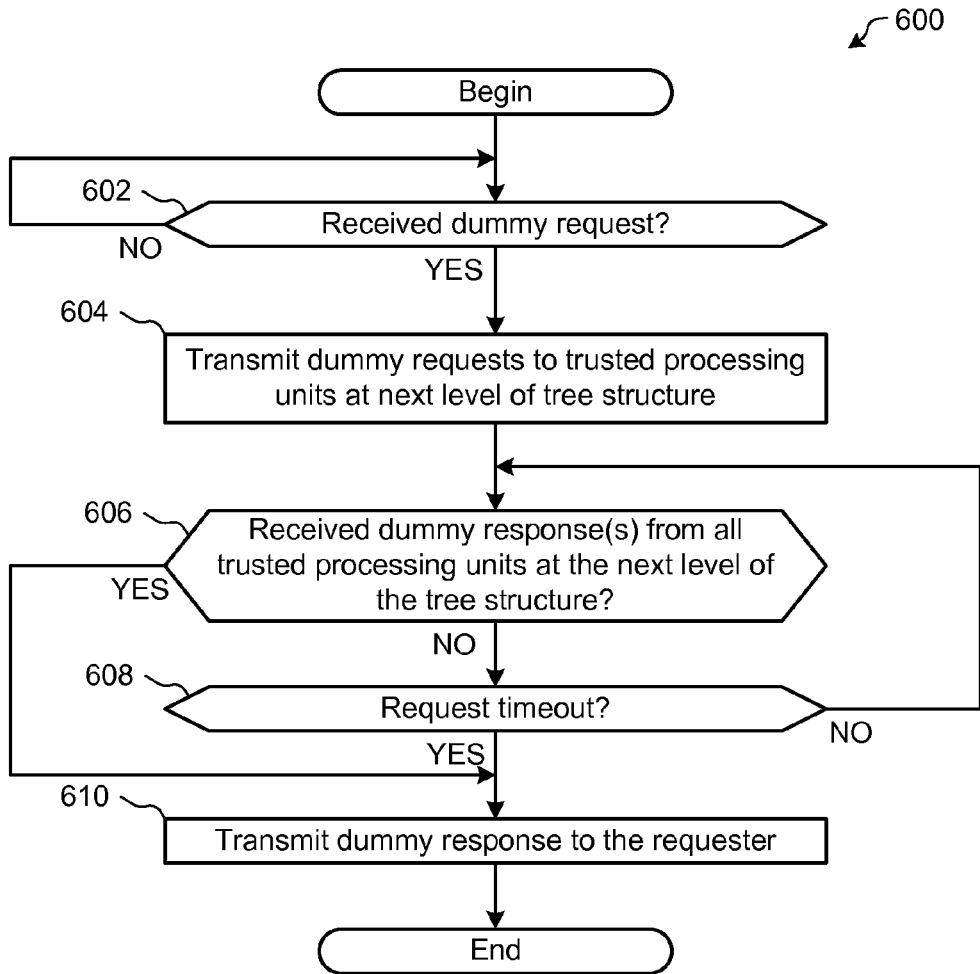 600
Begin
602
Received dummy request?
NO
YES
604
Transmit dummy requests to trusted processing
units at next level of tree structure
606
Received dummy response(s) from all
trusted processing units at the next level of
the tree structure?
YES
NO
608
Request timeout?
NO
YES
610
Transmit dummy response to the requester
End